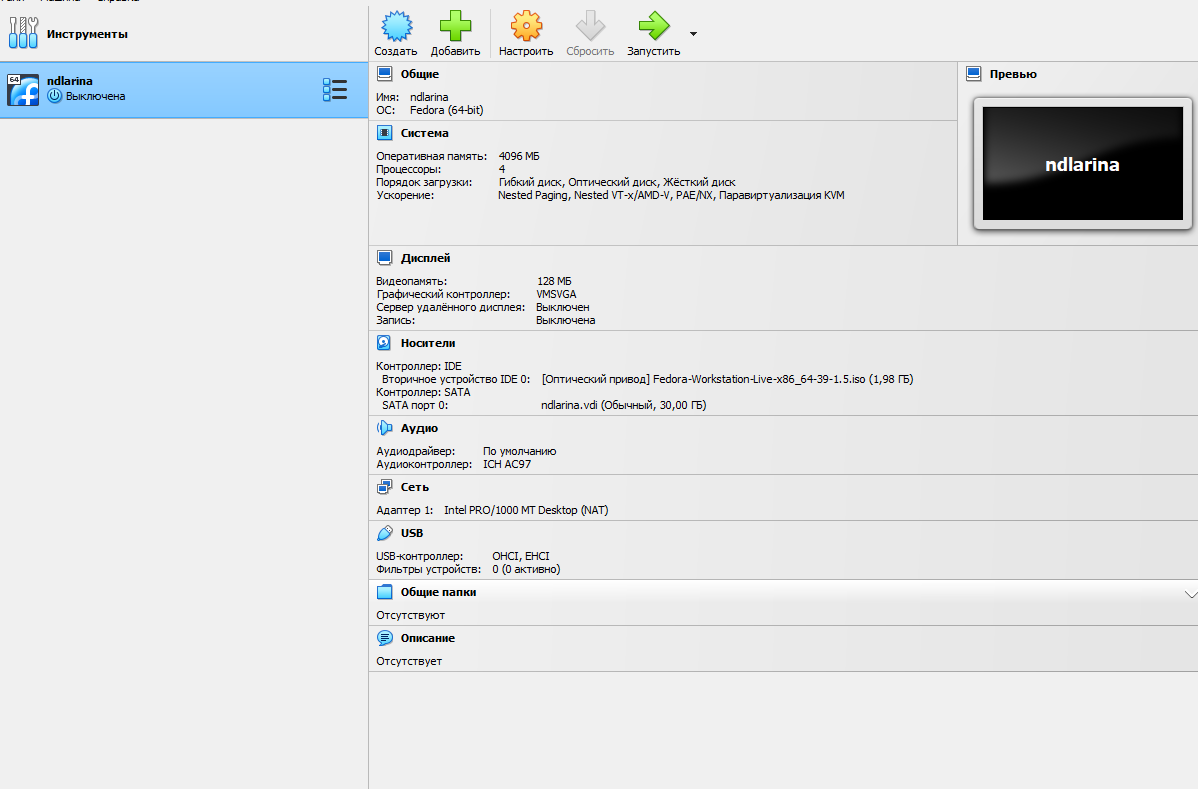 Инструменты
Создать Добавить Настроить Сбросить Запустить
64
ndlarina
Выключена
Общие
Имя: ndlarina
ОС: Fedora (64-bit)
Превью
ndlarina
Система
Оперативная память: 4096 МБ
Процессоры: 4
Порядок загрузки: Гибкий диск, Оптический диск, Жёсткий диск
Ускорение: Nested Paging, Nested VT-x/AMD-V, PAE/NX, Паравиртуализация KVM
Дисплей
Видеопамять: 128 МБ
Графический контроллер: VMSVGA
Сервер удалённого дисплея: Выключен
Запись: Выключена
Носители
Контроллер: IDE
Вторичное устройство IDE 0: [Оптический привод] Fedora-Workstation-Live-x86_64-39-1.5.iso (1,98 ГБ)
Контроллер: SATA
SATA порт 0: ndlarina.vdi (Обычный, 30,00 ГБ)
Аудио
Аудиодрайвер: По умолчанию
Аудиоконтроллер: ICH AC97
Сеть
Адаптер 1: Intel PRO/1000 MT Desktop (NAT)
USB
USB-контроллер: OHCI, EHCI
Фильтры устройств: 0 (0 активно)
Общие папки
Отсутствуют
Описание
Отсутствует